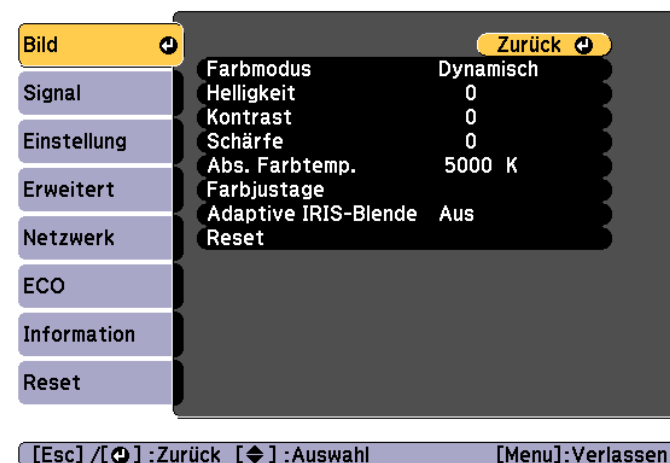 Bild
Signal
Einstellung
Erweitert
Netzwerk
ECO
Information
Reset
Zurück
Farbmodus Dynamisch
Helligkeit 0
Kontrast 0
Schärfe 0
Abs. Farbtemp. 5000 K
Farbjustage
Adaptive IRIS-Blende Aus
Reset
[Esc] /[ ] :Zurück [ ] :Auswahl [Menu]:Verlassen